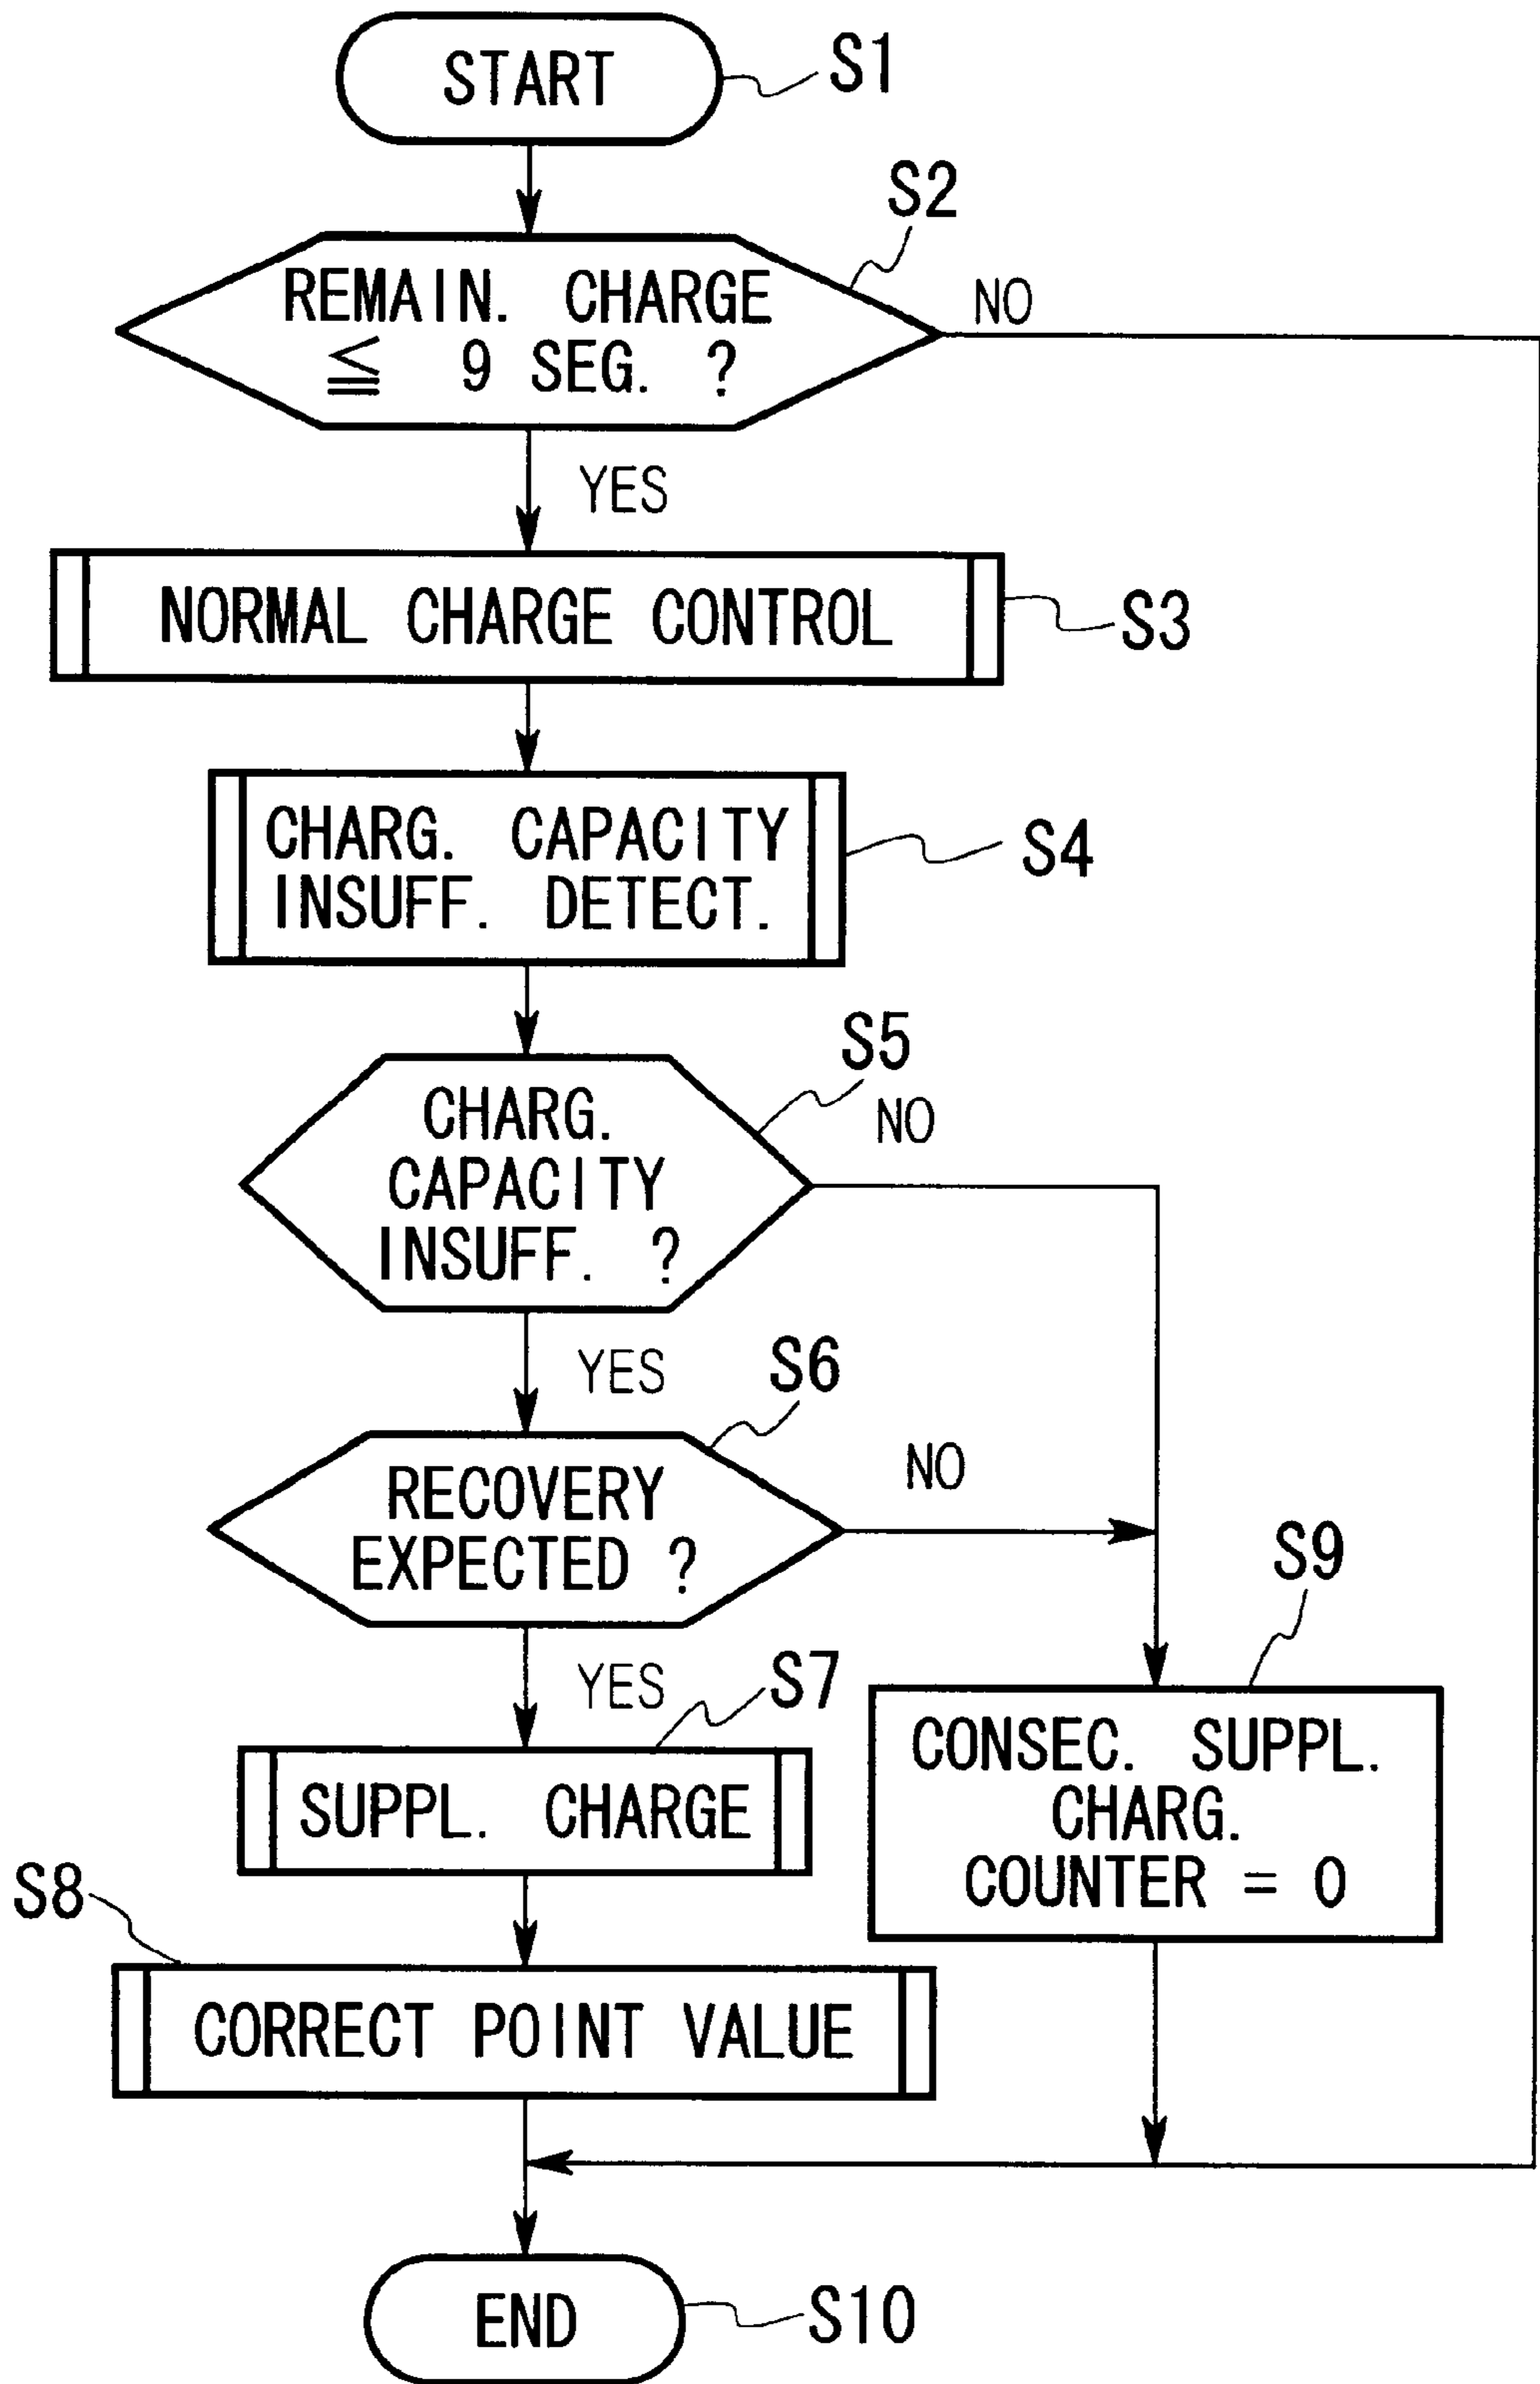 START
S1
S2
REMAIN. CHARGE
≦ 9 SEG. ?
NO
YES
NORMAL CHARGE CONTROL
S3
CHARG. CAPACITY
INSUFF. DETECT.
S4
S5
CHARG.
CAPACITY
INSUFF. ?
NO
YES
S6
RECOVERY
EXPECTED ?
NO
YES
S7
SUPPL. CHARGE
S9
CONSEC. SUPPL.
CHARG.
COUNTER = 0
S8
CORRECT POINT VALUE
END
S10